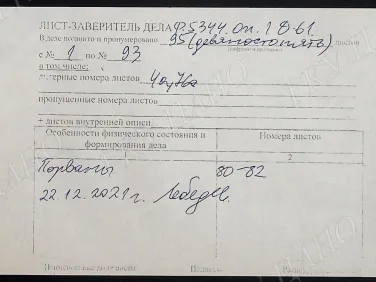 ЛИСТ-ЗАВЕРИТЕЛЬ ДЕЛА Ф.5344 оп. 1 д 61
В деле подшито и пронумеровано 95 (девяносто пять) листов
с № 1 по № 93
в том числе:
литерные номера листов 4а, 76а
пропущенные номера листов
+ листов внутренней описи
Особенности физического состояния и формирования дела
Номера листов
2
Порваны 80-82
22.12.2021 г. Лебед